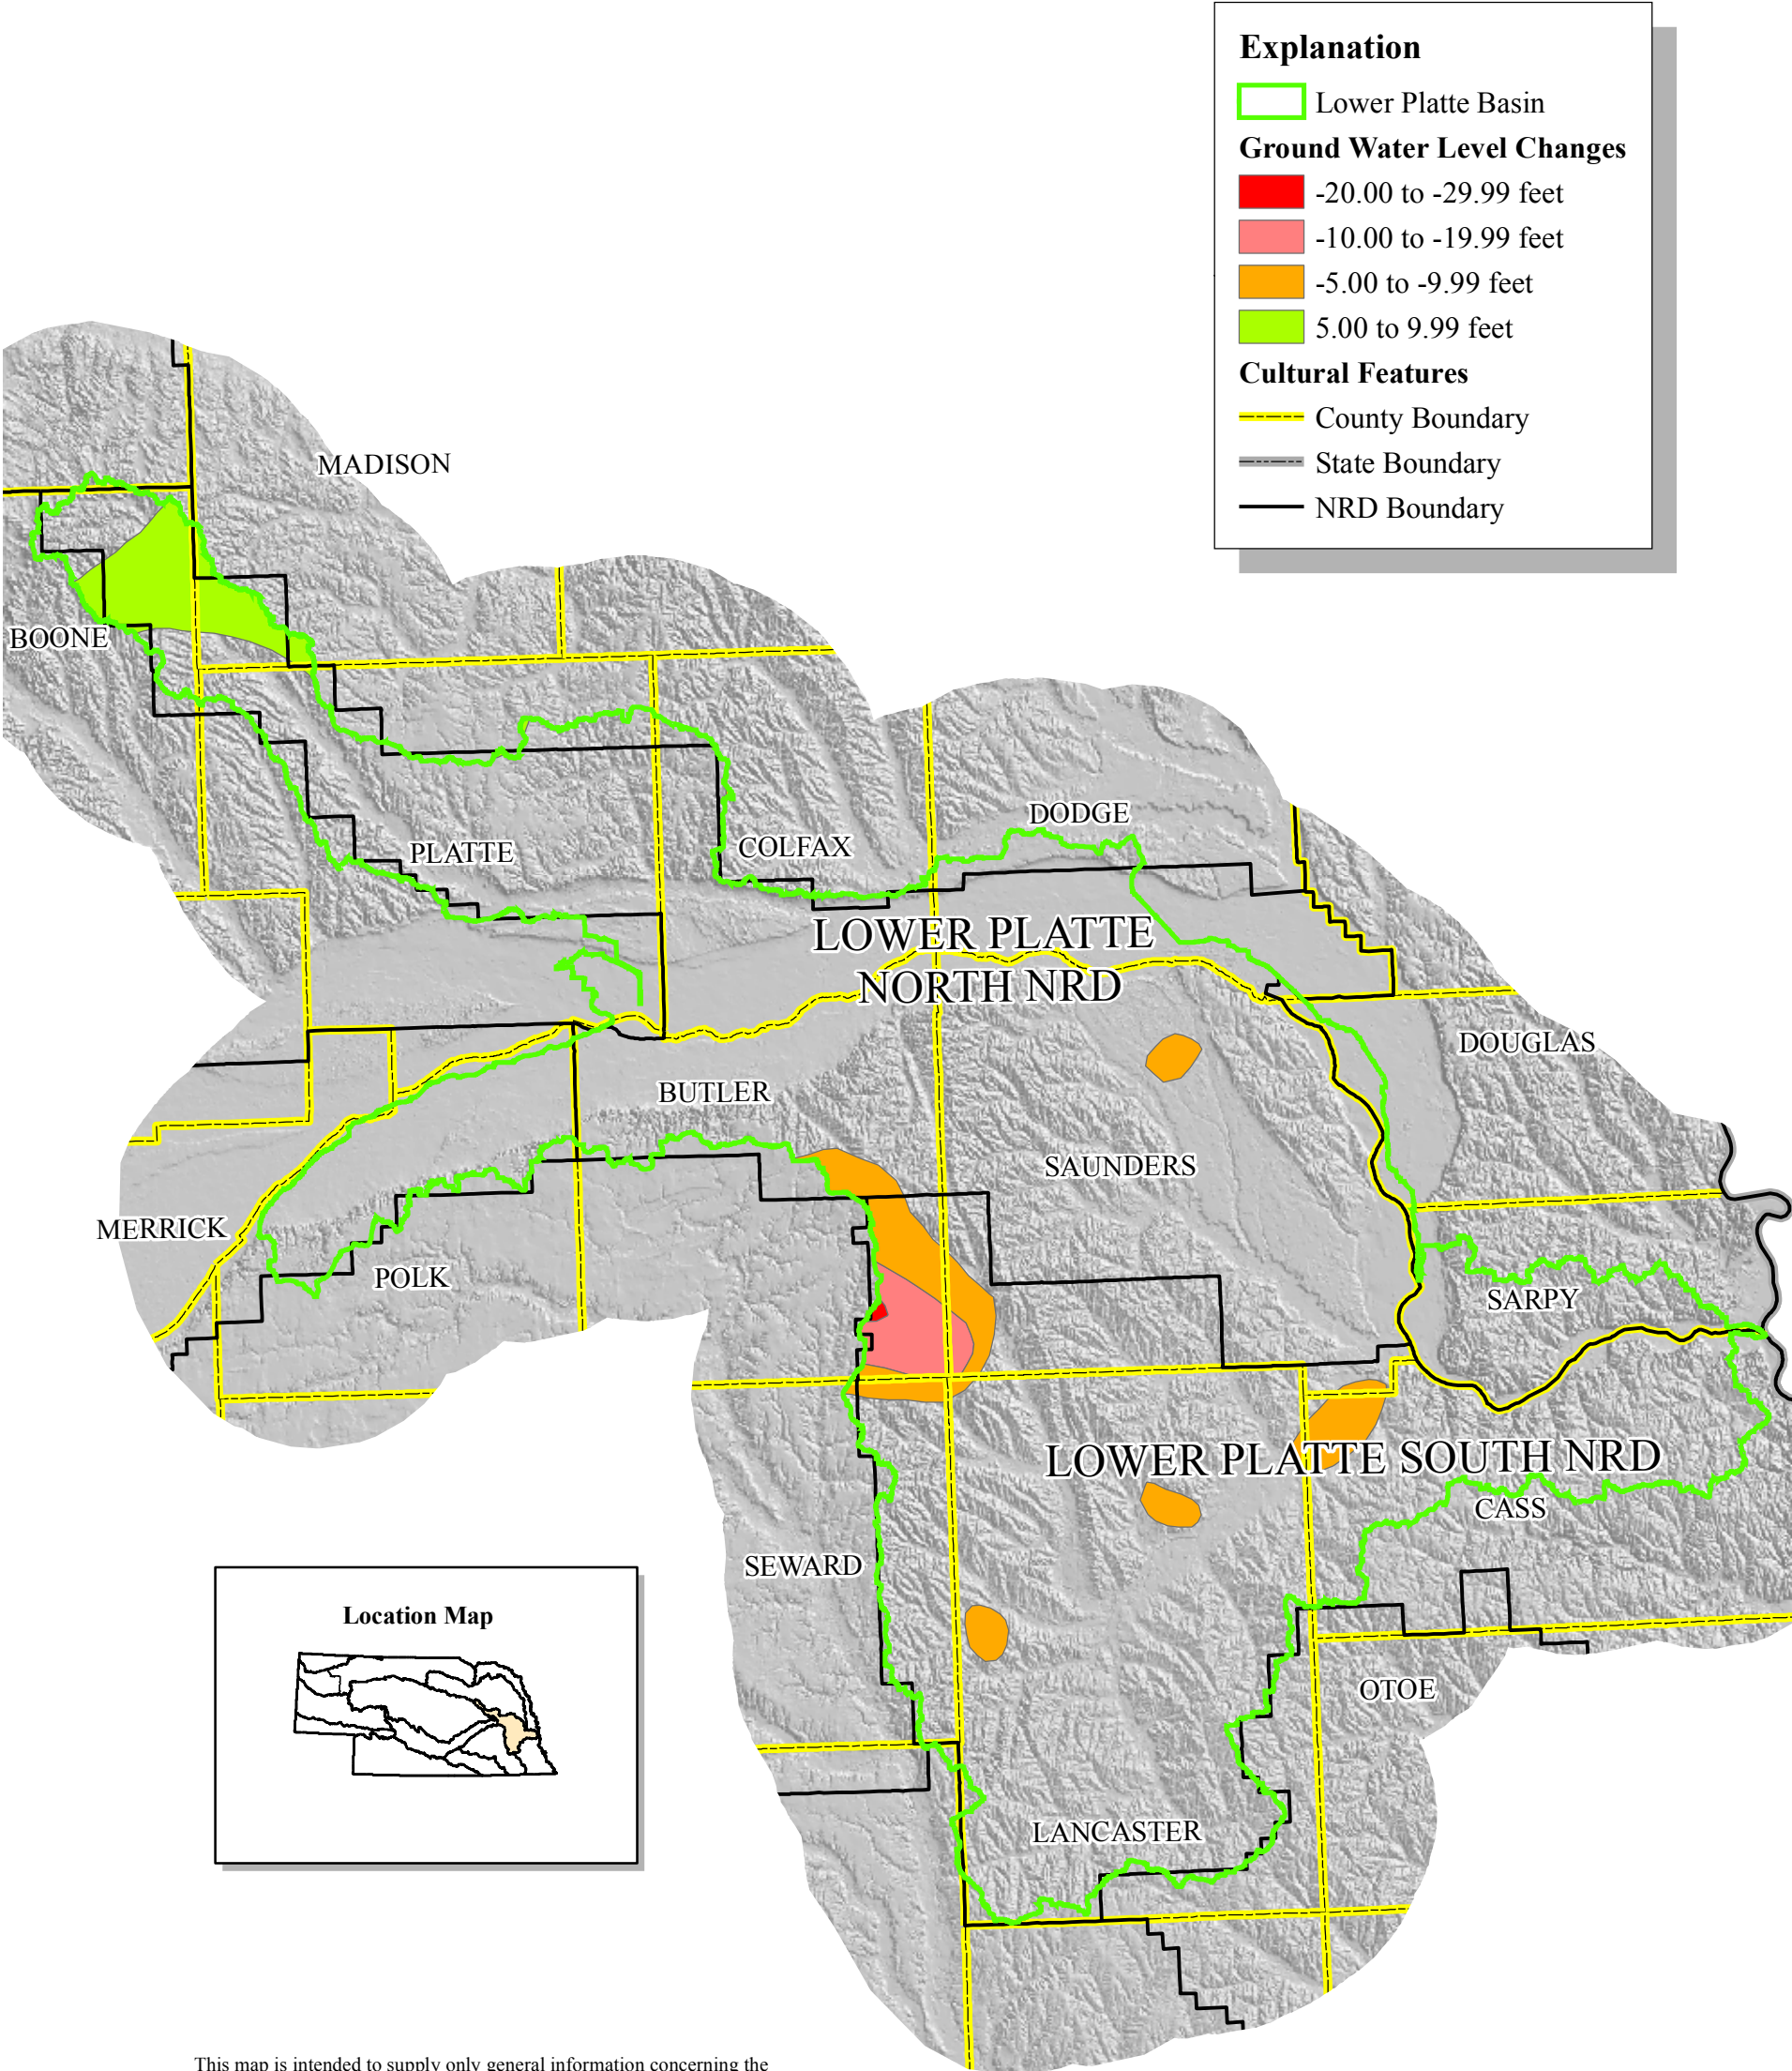 Explanation
Lower Platte Basin
Ground Water Level Changes
-20.00 to -29.99 feet
-10.00 to -19.99 feet
-5.00 to -9.99 feet
5.00 to 9.99 feet
Cultural Features
County Boundary
State Boundary
NRD Boundary
MADISON
BOONE
DODGE
COLFAX
PLATTE
LOWER PLATTE
NORTH NRD
DOUGLAS
BUTLER
SAUNDERS
MERRICK
POLK
SARPY
LOWER PLATTE SOUTH NRD
CASS
SEWARD
Location Map
OTOE
LANCASTER
This map is intended to supply only general information concerning the